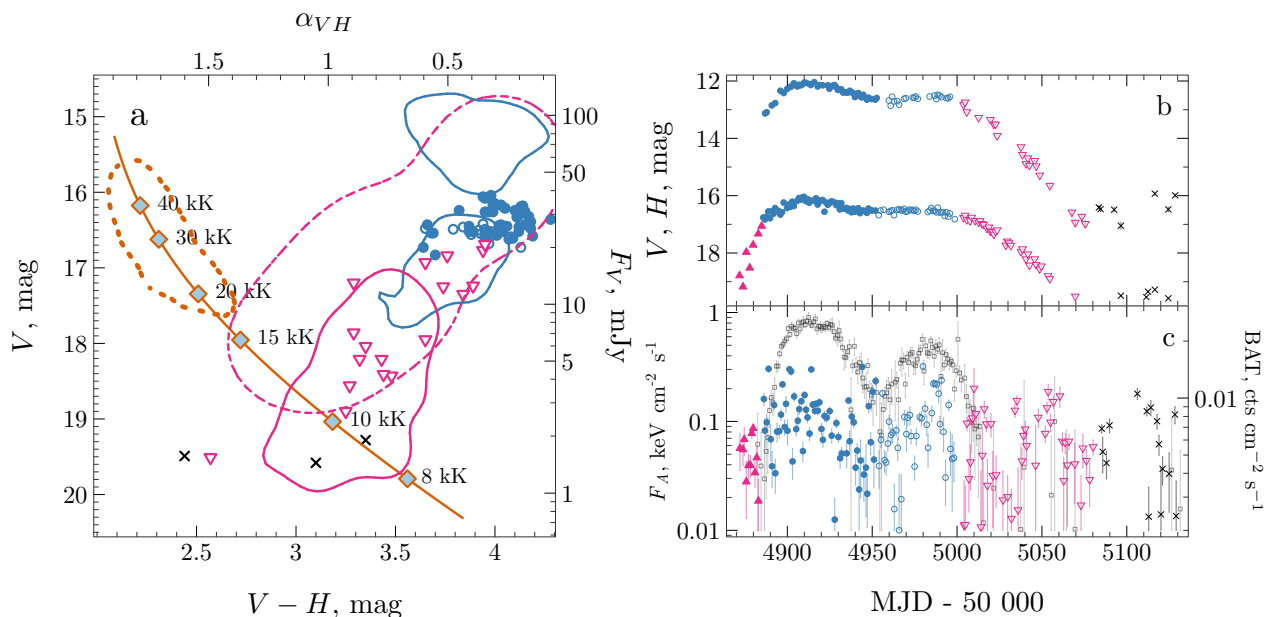 α_VH
1.5 1 0.5
a
15
16
17
18
19
20
V, mag
100
50
10
5
1
F_V, mJy
40 kK
30 kK
20 kK
15 kK
10 kK
8 kK
2.5 3 3.5 4
V − H, mag
b
12
14
16
18
V, H, mag
c
1
0.1
0.01
F_A, keV cm⁻² s⁻¹
0.01
BAT, cts cm⁻² s⁻¹
4900 4950 5000 5050 5100
MJD - 50 000